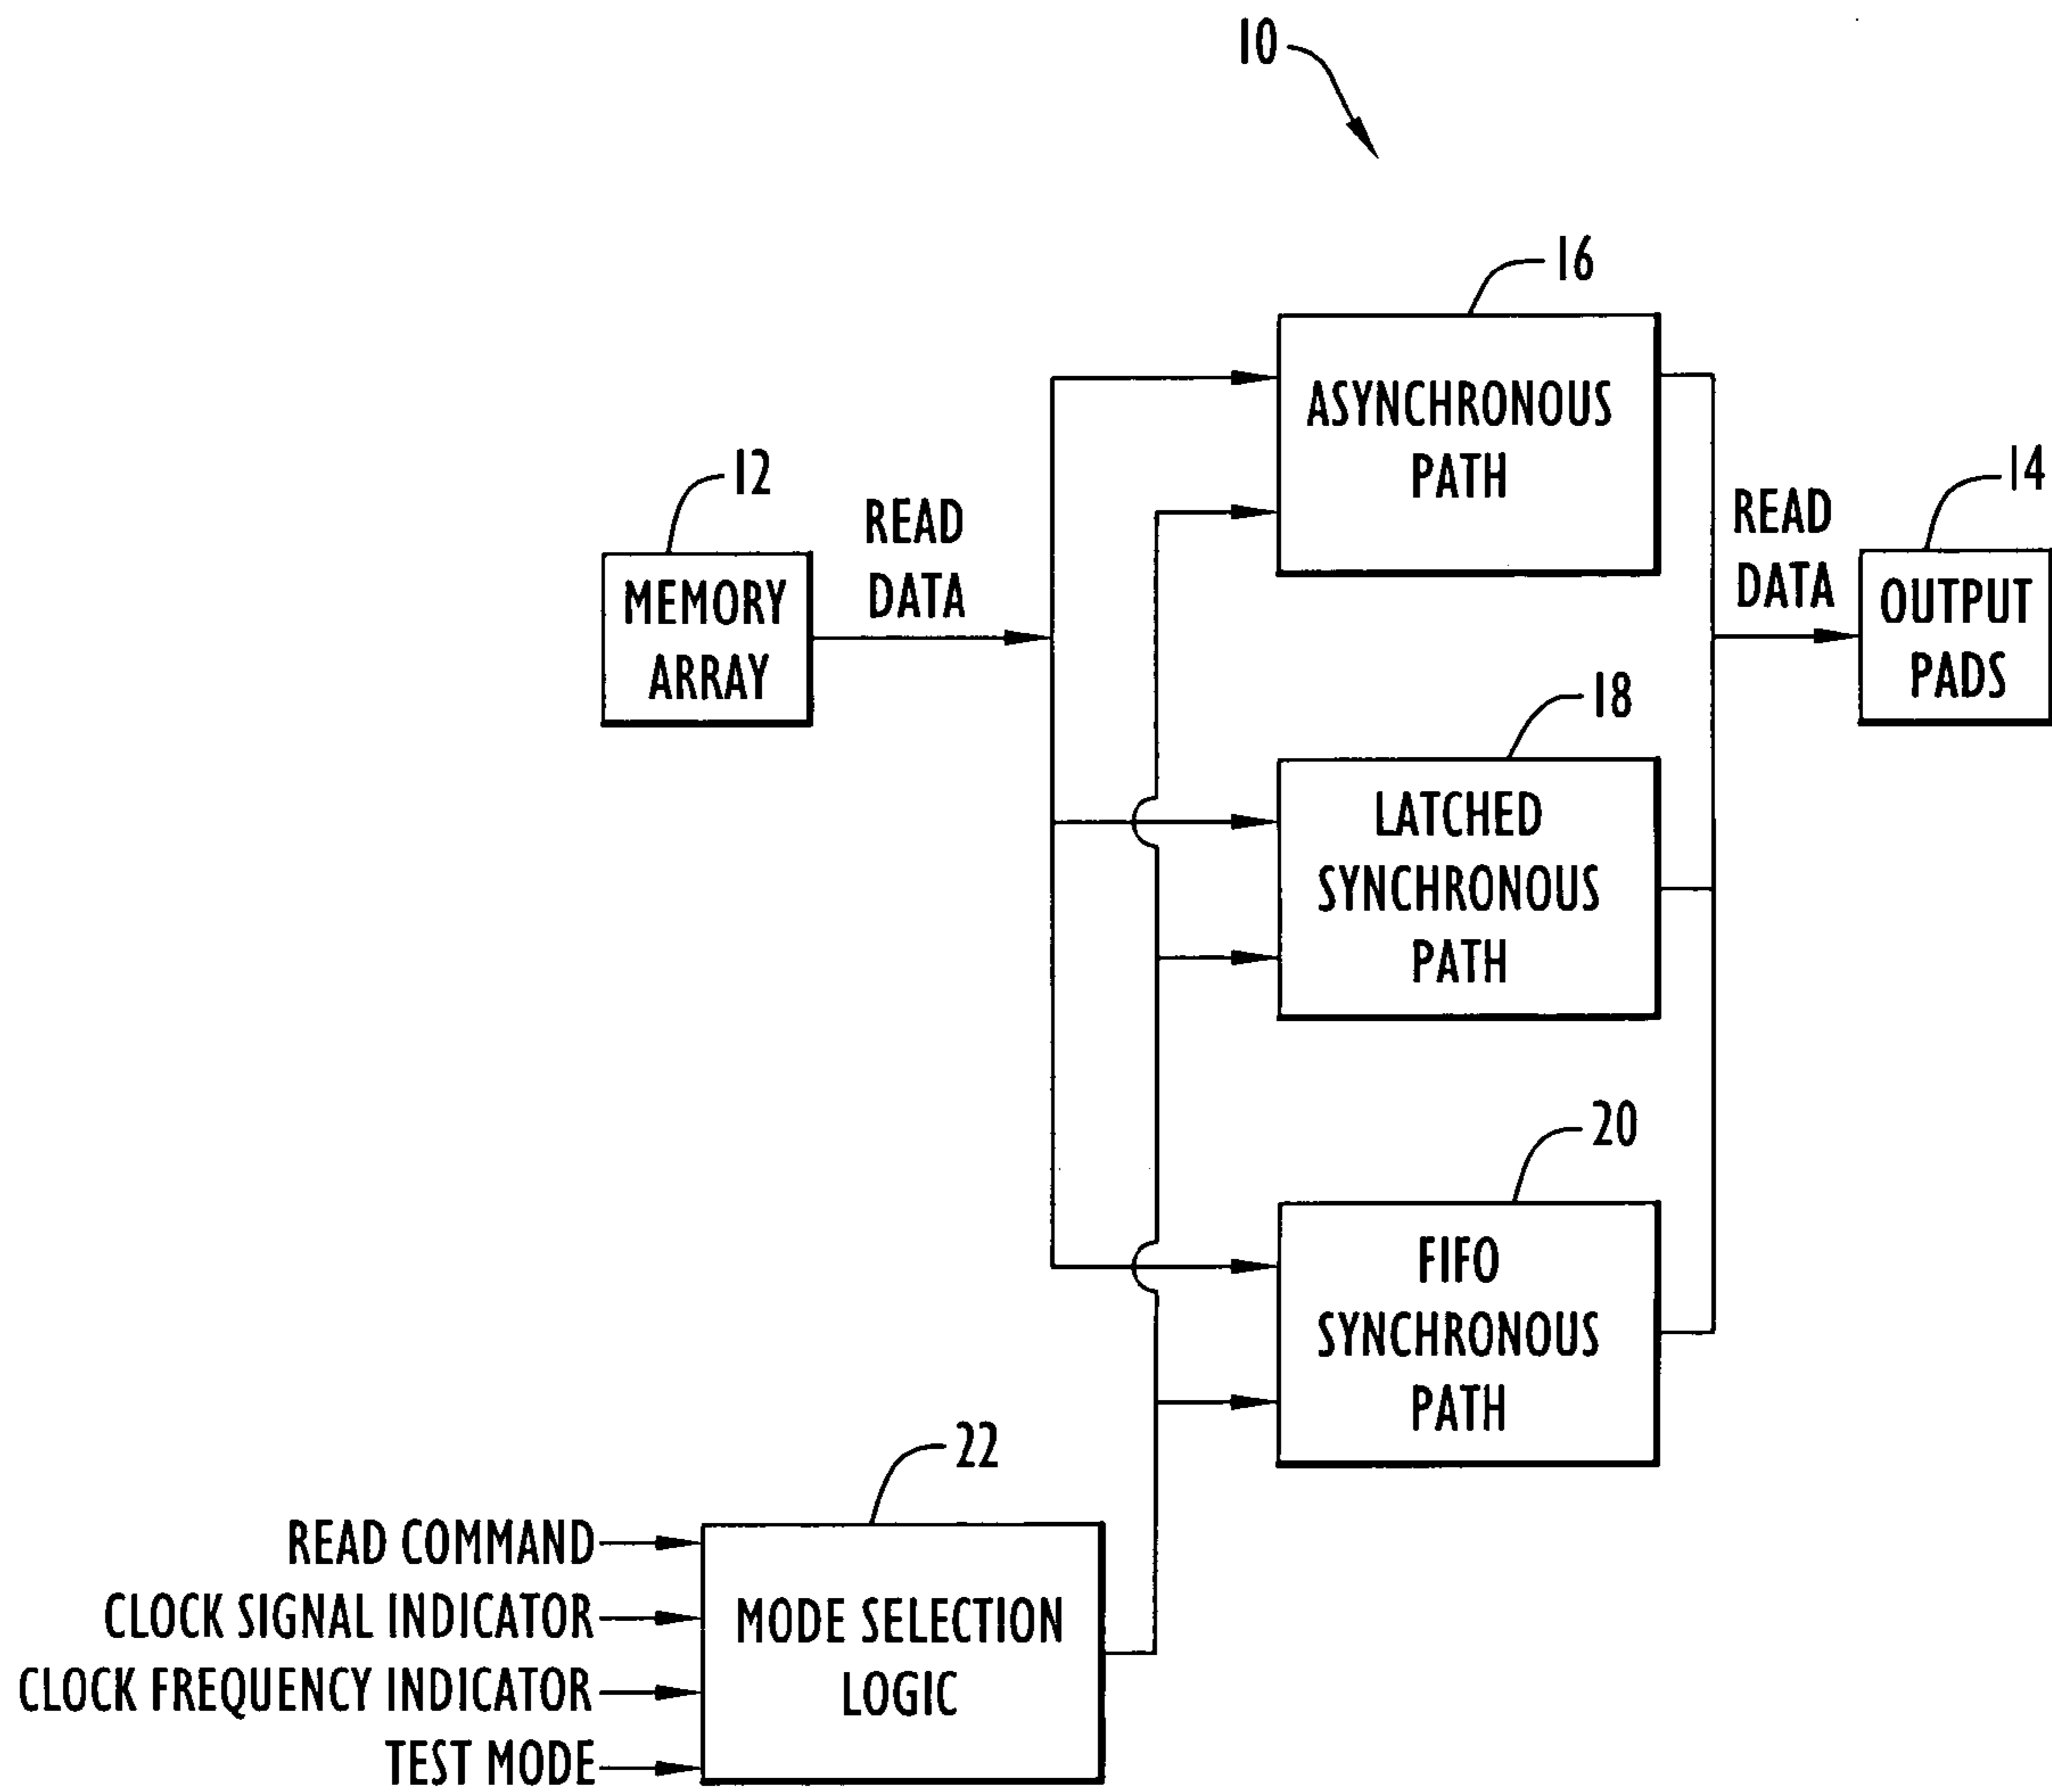 10
16
ASYNCHRONOUS
PATH
12
READ
DATA
MEMORY
ARRAY
READ
DATA
14
OUTPUT
PADS
18
LATCHED
SYNCHRONOUS
PATH
20
FIFO
SYNCHRONOUS
PATH
22
READ COMMAND
CLOCK SIGNAL INDICATOR
CLOCK FREQUENCY INDICATOR
TEST MODE
MODE SELECTION
LOGIC